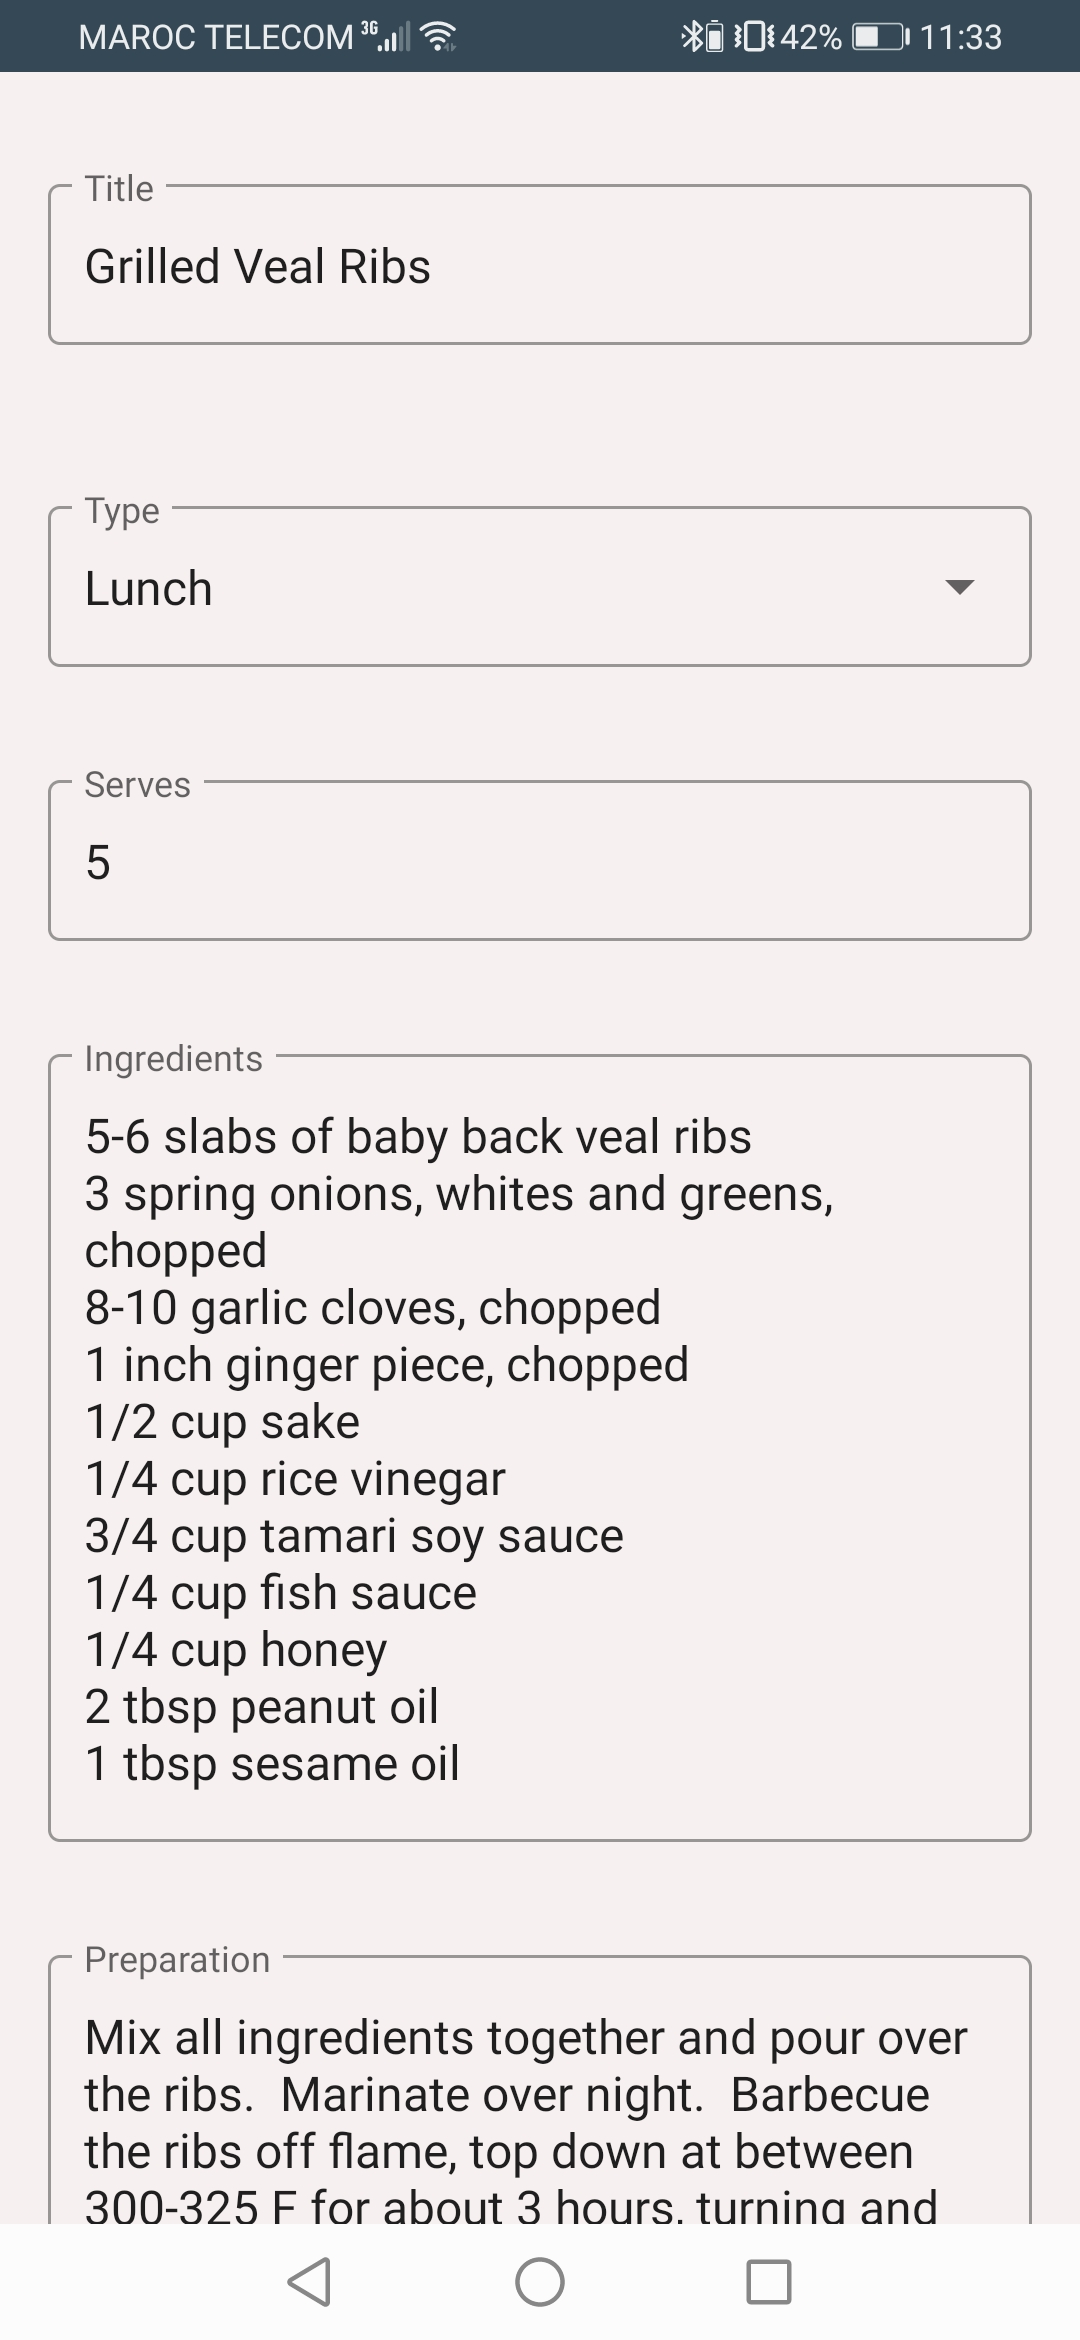 MAROC TELECOM 3G 42% 11:33
Title
Grilled Veal Ribs
Type
Lunch
Serves
5
Ingredients
5-6 slabs of baby back veal ribs
3 spring onions, whites and greens,
chopped
8-10 garlic cloves, chopped
1 inch ginger piece, chopped
1/2 cup sake
1/4 cup rice vinegar
3/4 cup tamari soy sauce
1/4 cup fish sauce
1/4 cup honey
2 tbsp peanut oil
1 tbsp sesame oil
Preparation
Mix all ingredients together and pour over
the ribs.  Marinate over night.  Barbecue
the ribs off flame, top down at between
300-325 F for about 3 hours, turning and